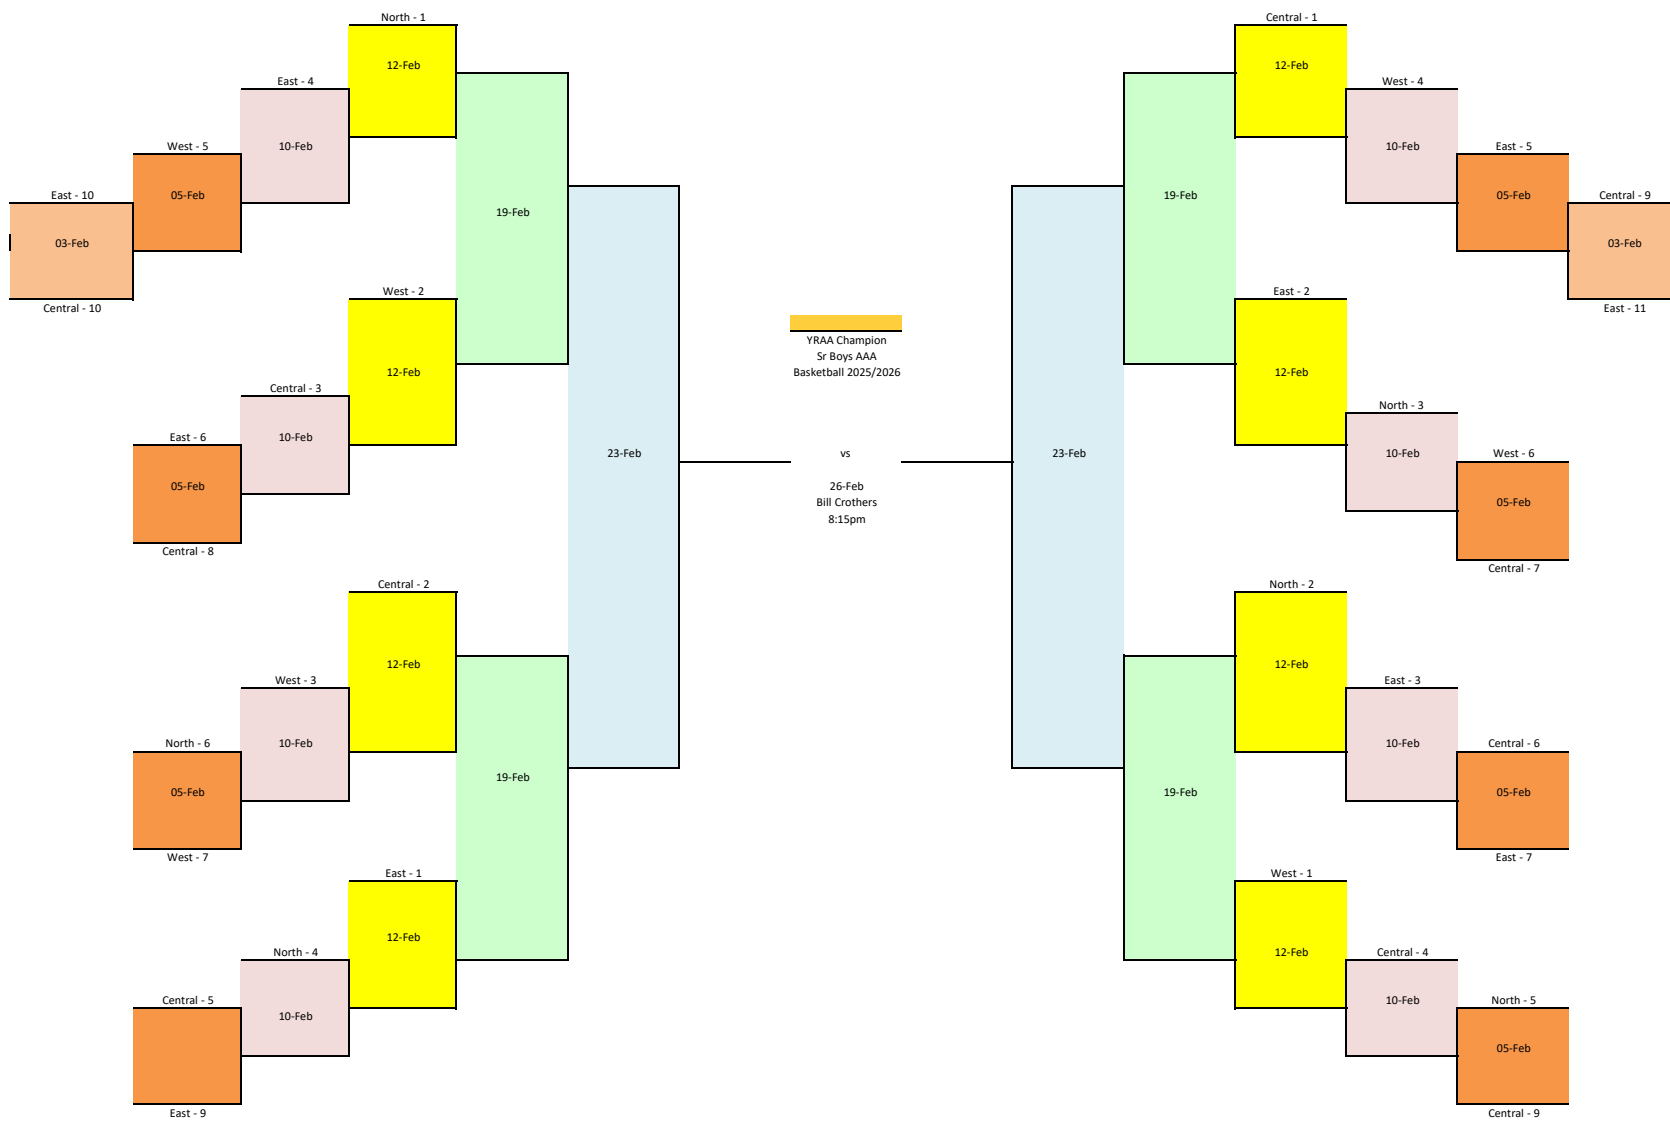 North - 1
Central - 1
12-Feb
12-Feb
East - 4
West - 4
10-Feb
10-Feb
West - 5
East - 5
East - 10
05-Feb
19-Feb
19-Feb
05-Feb
Central - 9
03-Feb
03-Feb
Central - 10
West - 2
East - 2
East - 11
YRAA Champion
Sr Boys AAA
Basketball 2025/2026
12-Feb
12-Feb
Central - 3
North - 3
East - 6
10-Feb
10-Feb
West - 6
23-Feb
vs
23-Feb
05-Feb
26-Feb
Bill Crothers
8:15pm
05-Feb
Central - 8
Central - 7
Central - 2
North - 2
12-Feb
12-Feb
West - 3
East - 3
North - 6
10-Feb
10-Feb
Central - 6
05-Feb
19-Feb
19-Feb
05-Feb
West - 7
East - 7
East - 1
West - 1
12-Feb
12-Feb
North - 4
Central - 4
Central - 5
10-Feb
10-Feb
North - 5
05-Feb
East - 9
Central - 9